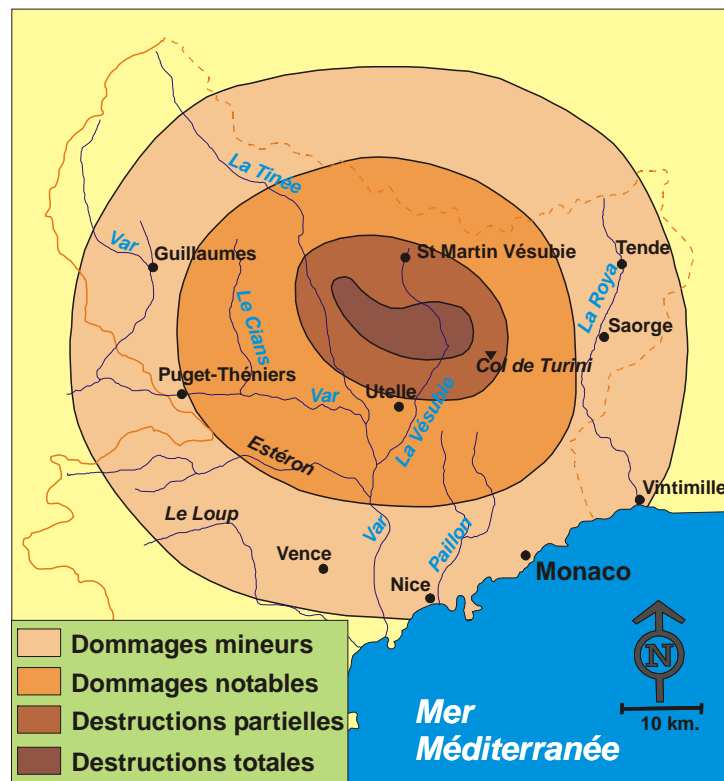 La Tinée
Var
Guillaumes
St Martin Vésubie
Tende
La Roya
Le Cians
Saorge
Col de Turini
Puget-Théniers
Var
Utelle
La Vésubie
Estéron
Le Loup
Var
Paillon
Vintimille
Vence
Nice
Monaco
N
10 km.
Mer
Méditerranée
Dommages mineurs
Dommages notables
Destructions partielles
Destructions totales